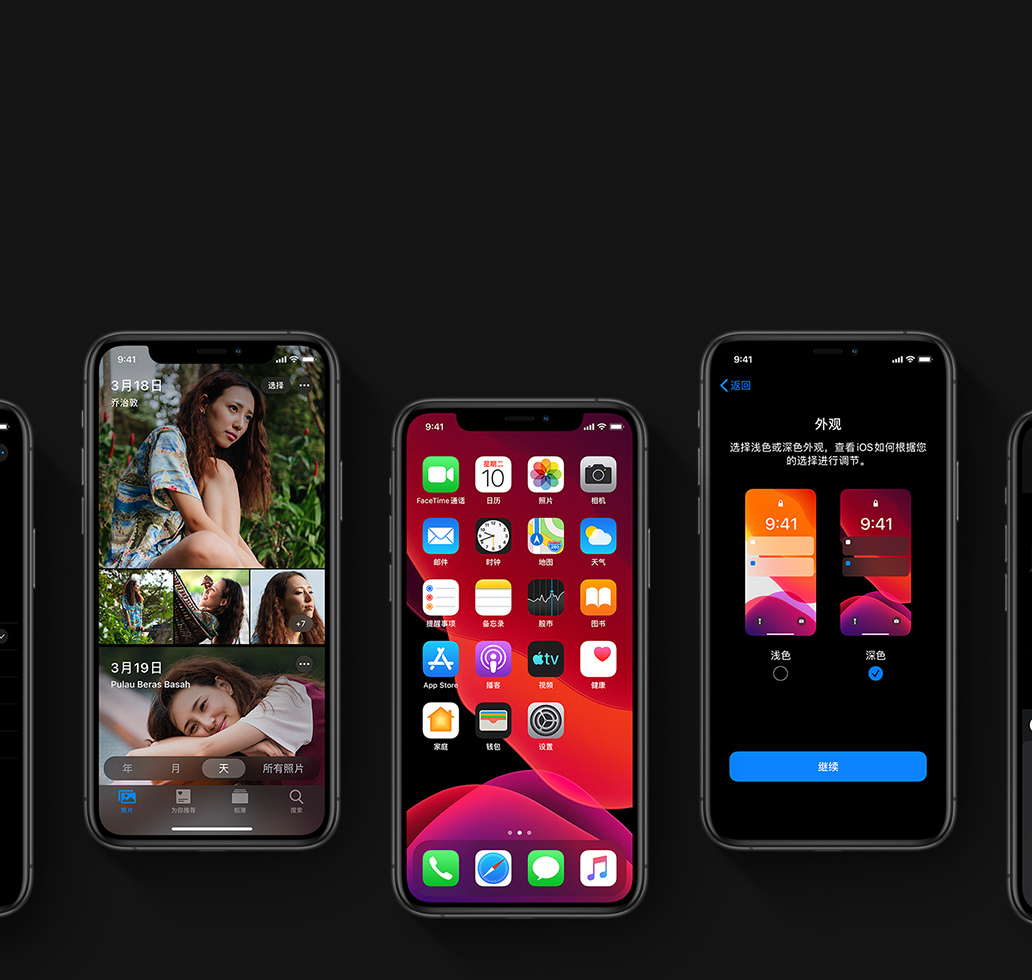 9:41
3月18日
乔治敦
选择
+7
3月19日
Pulau Beras Basah
年
月
天
所有照片
照片
为你推荐
相簿
搜索
9:41
星期二
10
FaceTime 通话
日历
照片
相机
280
邮件
时钟
地图
天气
提醒事项
备忘录
股市
图书
tv
App Store
播客
视频
健康
家庭
钱包
设置
9:41
返回
外观
选择浅色或深色外观，查看 iOS 如何根据您
的选择进行调节。
9:41
9:41
浅色
深色
继续